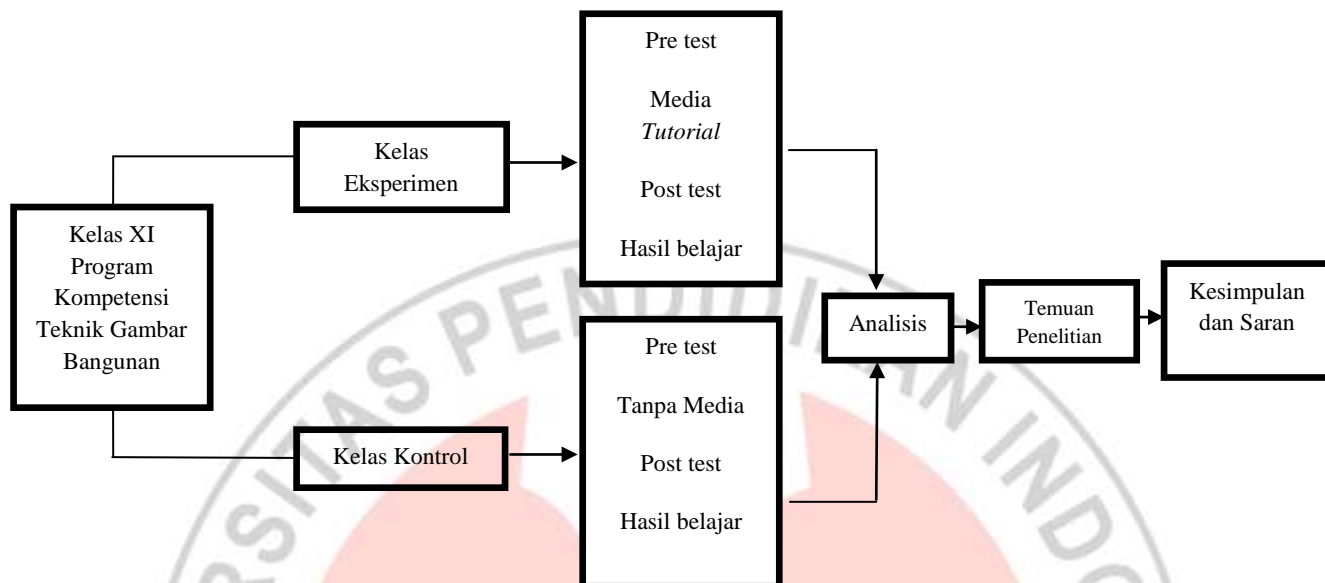 Kelas XI
Program
Kompetensi
Teknik Gambar
Bangunan
Kelas
Eksperimen
Kelas Kontrol
Pre test
Media
Tutorial
Post test
Hasil belajar
Pre test
Tanpa Media
Post test
Hasil belajar
Analisis
Temuan
Penelitian
Kesimpulan
dan Saran